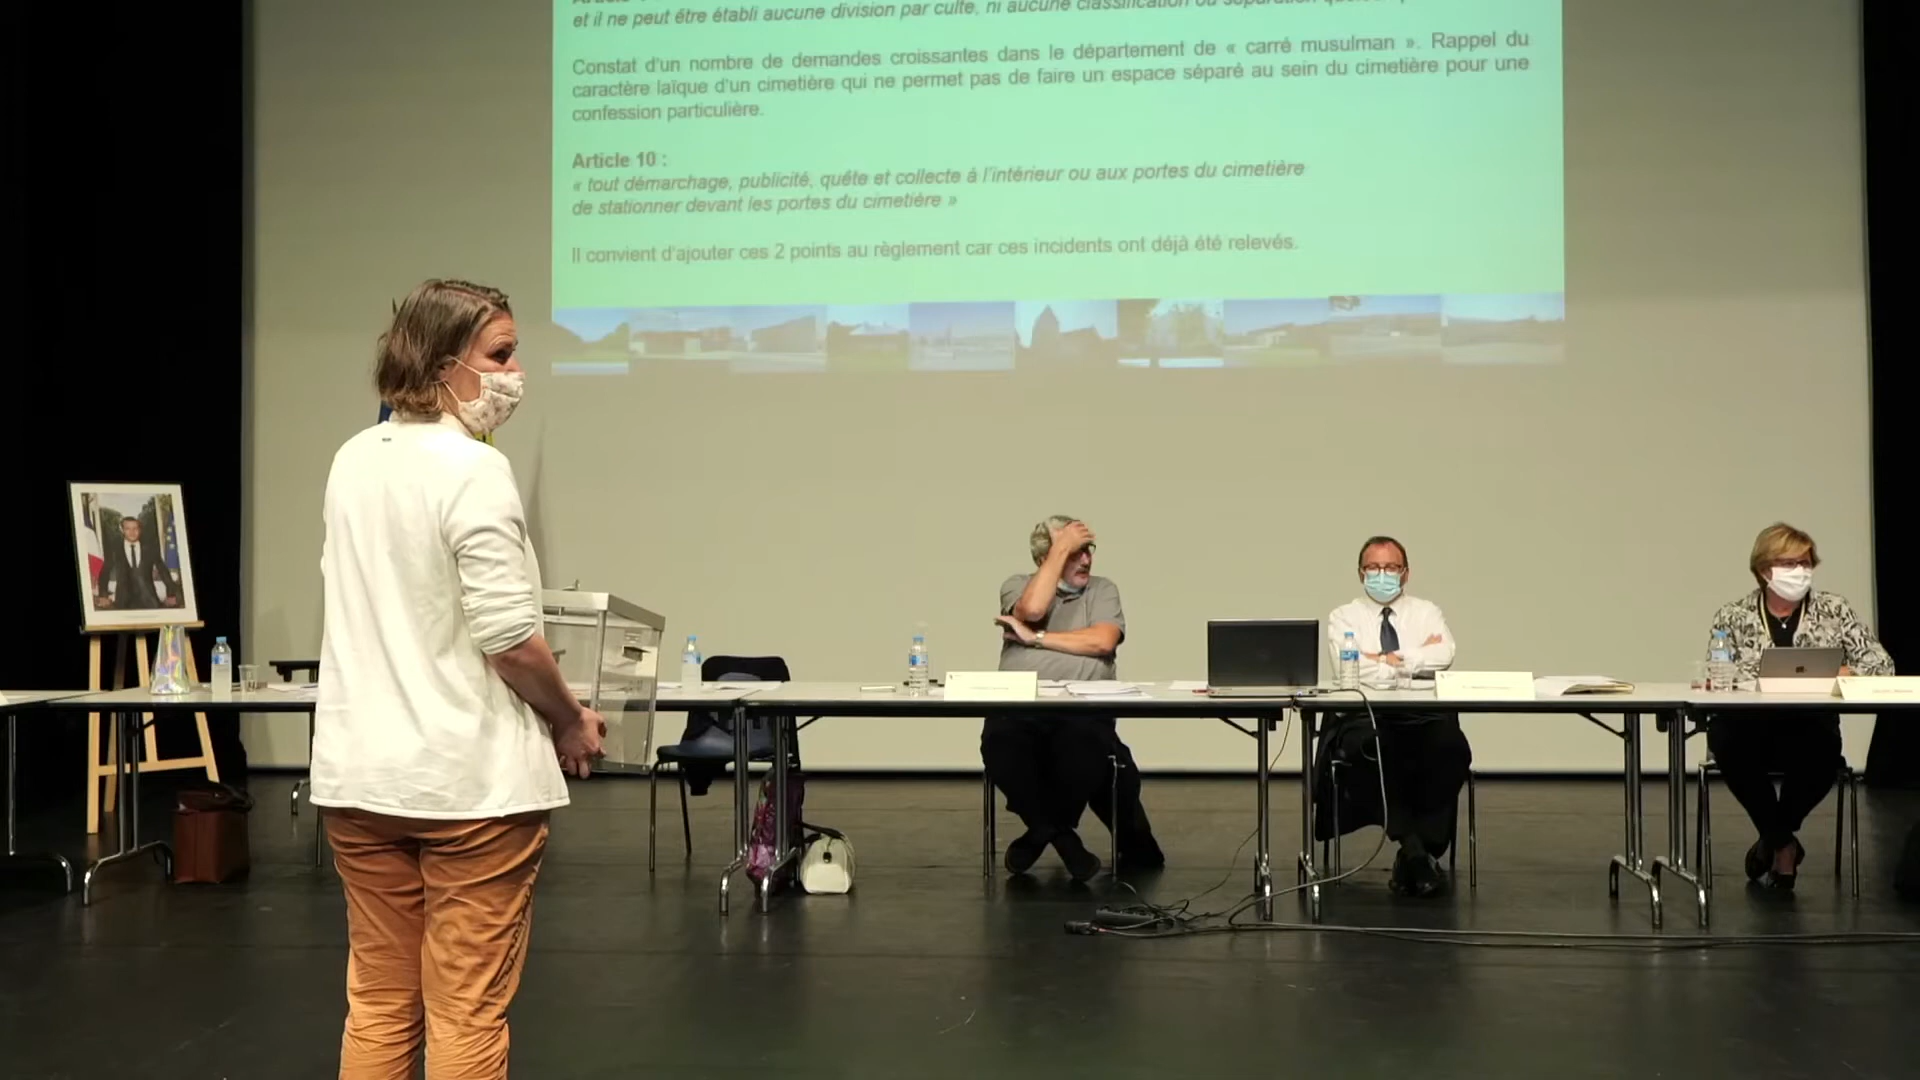 et il ne peut être établi aucune division par culte, ni aucune classification ou séparation
Constat d'un nombre de demandes croissantes dans le département de « carré musulman ». Rappel du
caractère laïque d'un cimetière qui ne permet pas de faire un espace séparé au sein du cimetière pour une
confession particulière.
Article 10 :
« tout démarchage, publicité, quête et collecte à l'intérieur ou aux portes du cimetière
de stationner devant les portes du cimetière »
Il convient d'ajouter ces 2 points au règlement car ces incidents ont déjà été relevés.